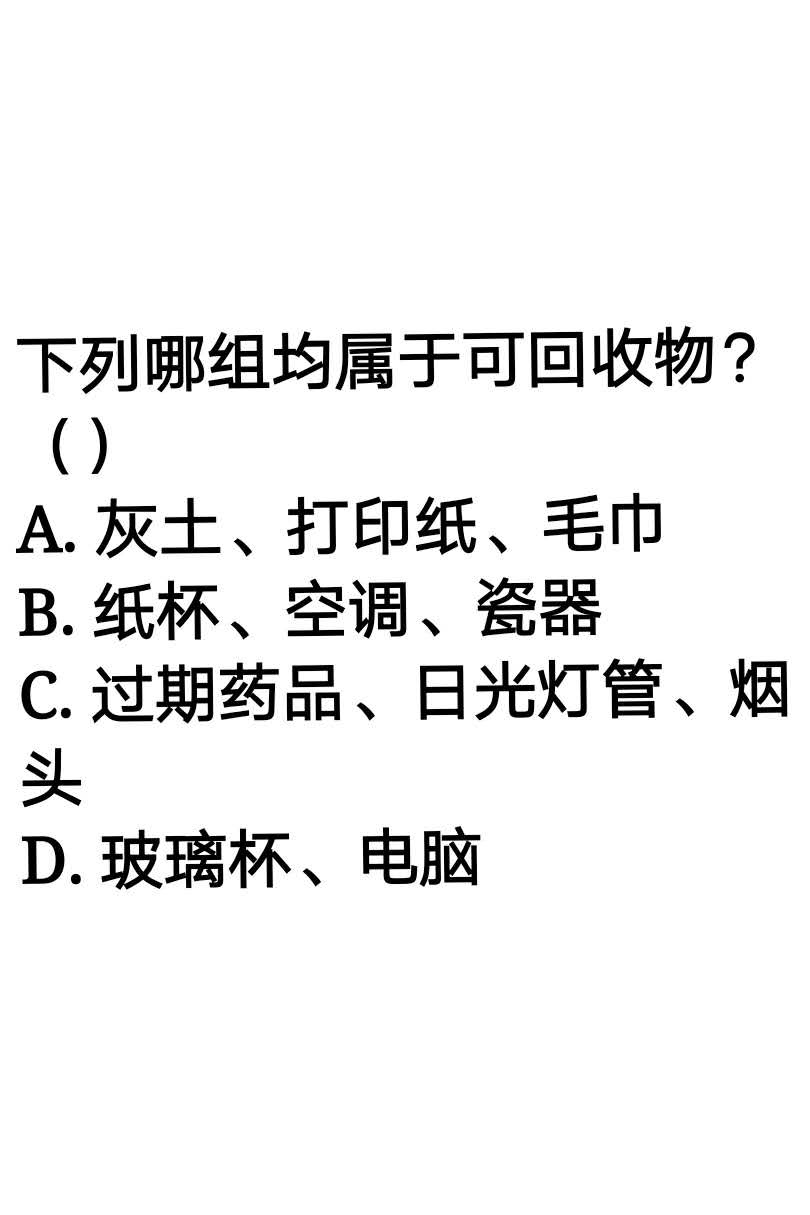 下列哪组均属于可回收物？
（）
A. 灰土、打印纸、毛巾
B. 纸杯、空调、瓷器
C. 过期药品、日光灯管、烟
头
D. 玻璃杯、电脑